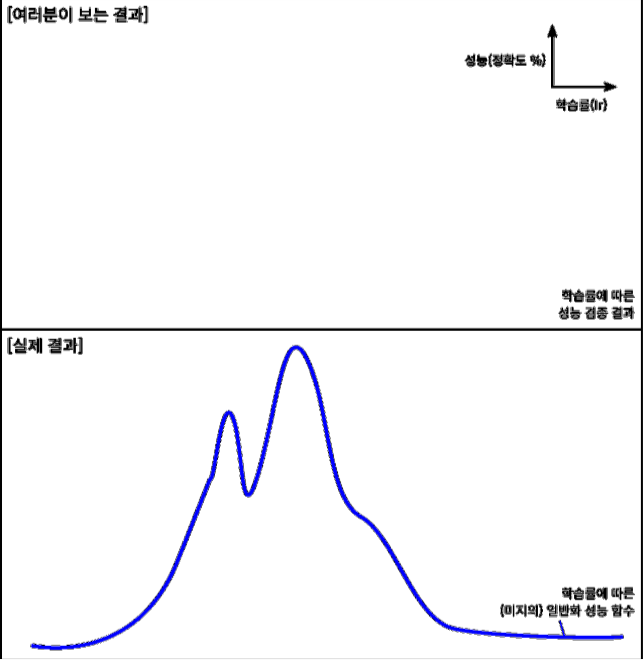 [여러분이 보는 결과]
성능(정확도 %)
학습률(lr)
학습률에 따른
성능 검증 결과
[실제 결과]
학습률에 따른
(미지의) 일반화 성능 함수